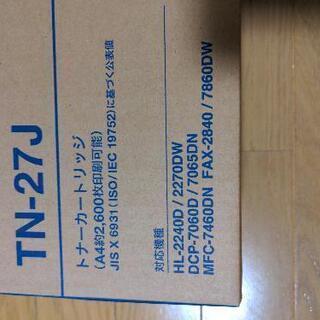 TN-27J
トナーカートリッジ
(A4約2,600枚印刷可能)
JIS X 6931(ISO/IEC 19752)に基づく公表値
対応機種
HL-2240D / 2270DW
DCP-7060D / 7065DN
MFC-7460DN FAX-2840 / 7860DW